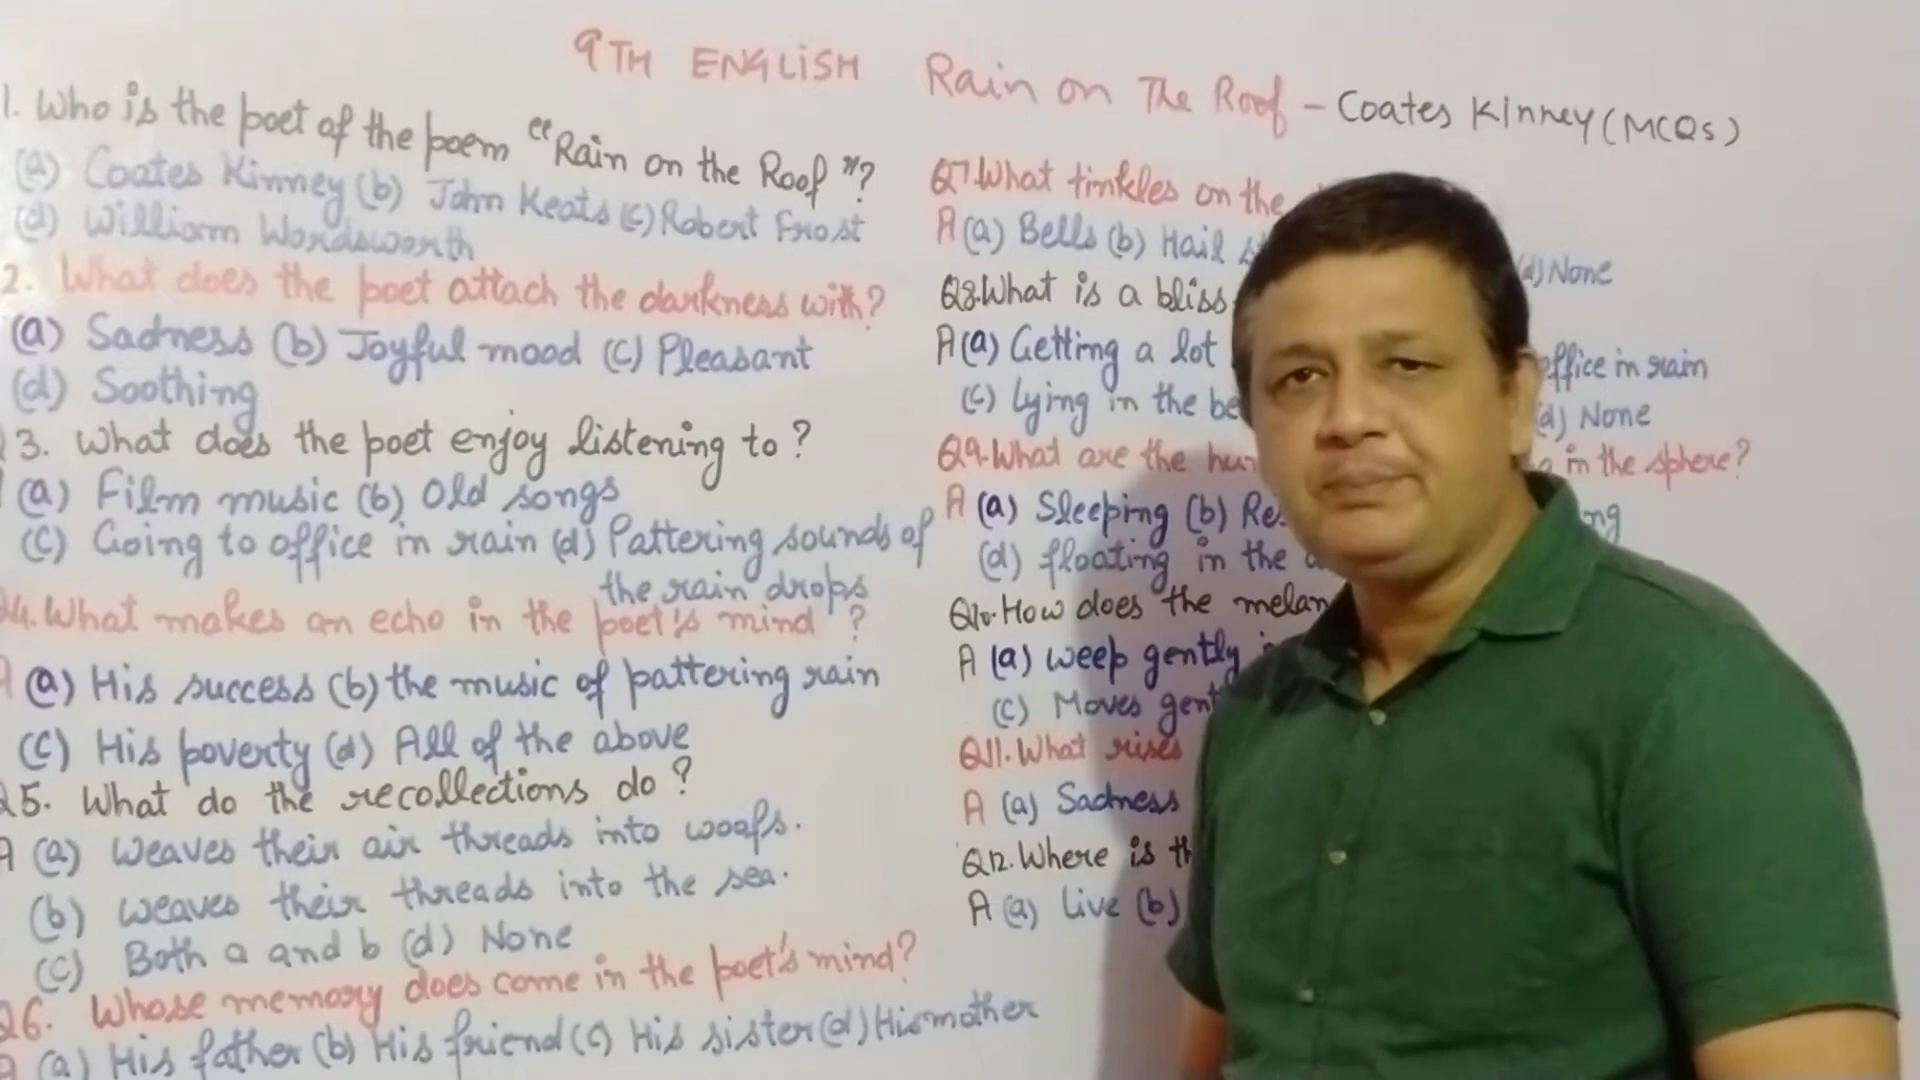 9TH ENGLISH Rain on The Roof - Coates Kinney (MCQs)
1. Who is the poet of the poem "Rain on the Roof"?
(a) Coates Kinney (b) John Keats (c) Robert Frost
(d) William Wordsworth
2. What does the poet attach the darkness with?
(a) Sadness (b) Joyful mood (c) Pleasant
(d) Soothing
3. What does the poet enjoy listening to?
(a) Film music (b) Old songs
(c) Going to office in rain (d) Pattering sounds of
the rain drops
24. What makes an echo in the poet's mind?
A (a) His success (b) the music of pattering rain
(c) His poverty (d) All of the above
25. What do the recollections do?
A (a) Weaves their air threads into woofs.
(b) weaves their threads into the sea.
(c) Both a and b (d) None
26. Whose memory does come in the poet's mind?
A (a) His father (b) His friend (c) His sister (d) His mother
Q7. What tinkles on the
A (a) Bells (b) Hail (d) None
Q8. What is a bliss
A (a) Getting a lot office in rain
(c) lying in the (d) None
Q9. What are the in the sphere?
A (a) Sleeping (b)
(d) floating in the
Q10. How does the
A (a) weep gently
(c) Moves
Q11. What rises
A (a) Sadness
Q12. Where is
A (a) Live (b)